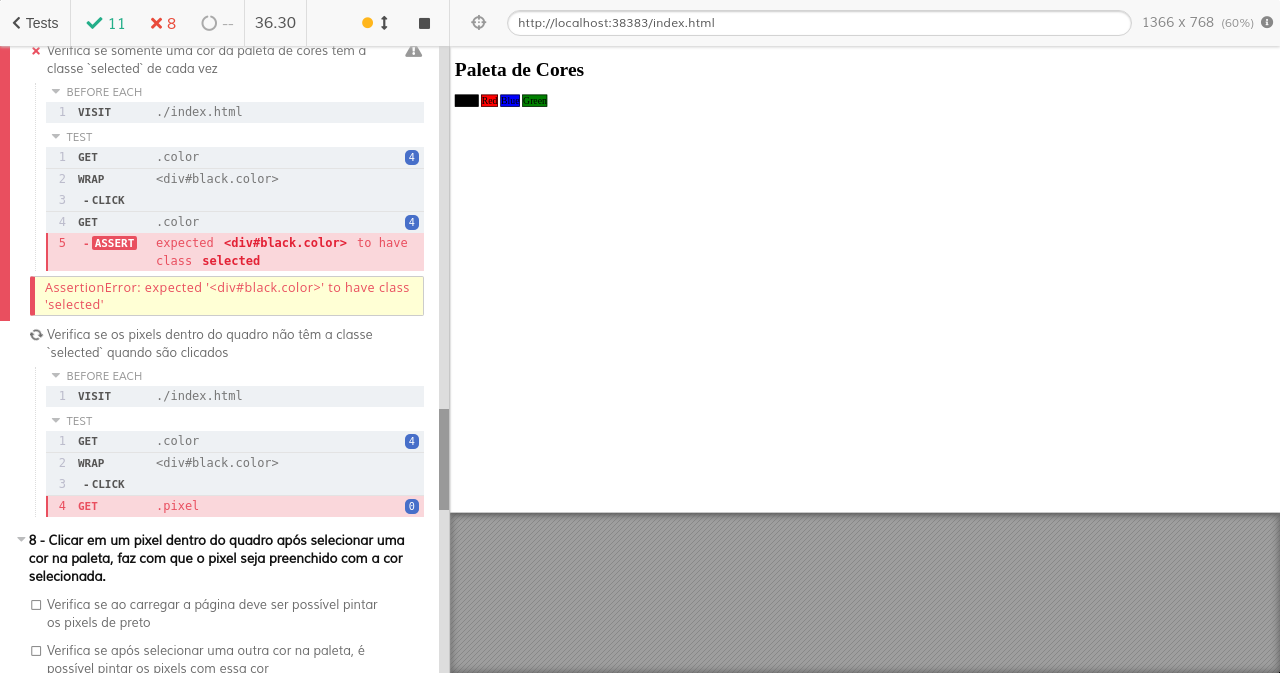 Tests 11 8 -- 36.30 http://localhost:38383/index.html 1366 x 768 (60%)
Verifica se somente uma cor da paleta de cores tem a
classe `selected` de cada vez
BEFORE EACH
1 VISIT ./index.html
TEST
1 GET .color 4
2 WRAP <div#black.color>
3 - CLICK
4 GET .color 4
5 - ASSERT expected <div#black.color> to have
class selected
AssertionError: expected '<div#black.color>' to have class
'selected'
Verifica se os pixels dentro do quadro não têm a classe
`selected` quando são clicados
BEFORE EACH
1 VISIT ./index.html
TEST
1 GET .color 4
2 WRAP <div#black.color>
3 - CLICK
4 GET .pixel 0
8 - Clicar em um pixel dentro do quadro após selecionar uma
cor na paleta, faz com que o pixel seja preenchido com a cor
selecionada.
Verifica se ao carregar a página deve ser possível pintar
os pixels de preto
Verifica se após selecionar uma outra cor na paleta, é
possível pintar os pixels com essa cor
Paleta de Cores
Red Blue Green